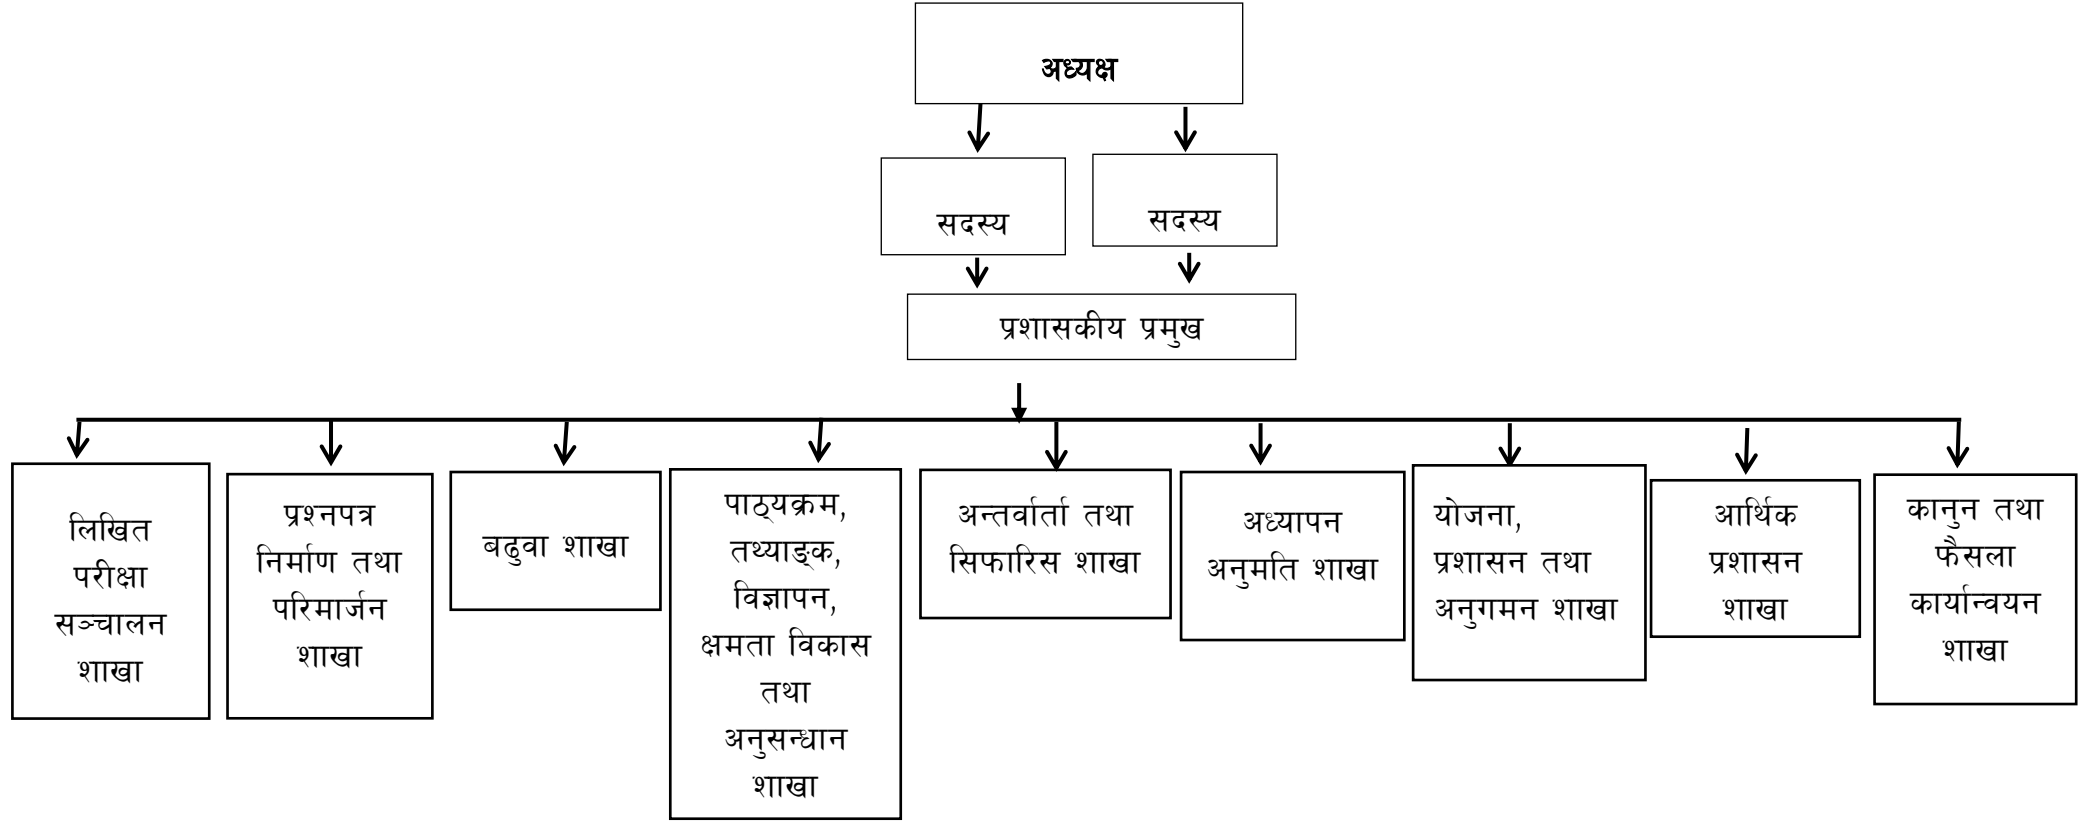 अध्यक्ष
सदस्य
सदस्य
प्रशासकीय प्रमुख
लिखित
परीक्षा
सञ्चालन
शाखा
प्रश्नपत्र
निर्माण तथा
परिमार्जन
शाखा
बढुवा शाखा
पाठ्यक्रम,
तथ्याङ्क,
विज्ञापन,
क्षमता विकास
तथा
अनुसन्धान
शाखा
अन्तर्वार्ता तथा
सिफारिस शाखा
अध्यापन
अनुमति शाखा
योजना,
प्रशासन तथा
अनुगमन शाखा
आर्थिक
प्रशासन
शाखा
कानुन तथा
फैसला
कार्यान्वयन
शाखा